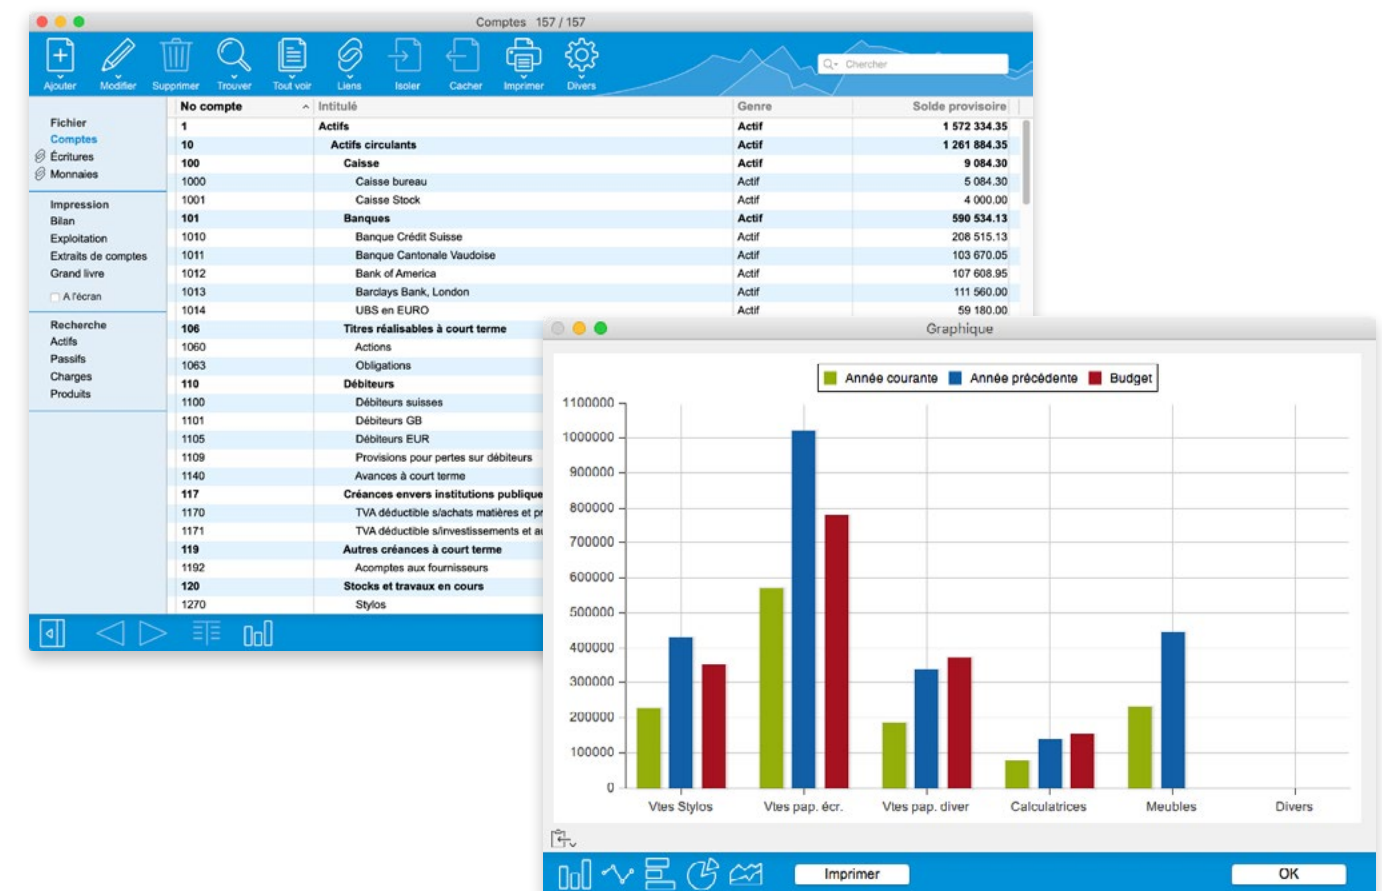 Comptes 157 / 157
Ajouter Modifier Supprimer Trouver Tout voir Liens Isoler Cacher Imprimer Divers
Chercher
Fichier
Comptes
Écritures
Monnaies
Impression
Bilan
Exploitation
Extraits de comptes
Grand livre
A l'écran
Recherche
Actifs
Passifs
Charges
Produits
No compte Intitulé Genre Solde provisoire
1 Actifs Actif 1 572 334.35
10 Actifs circulants Actif 1 261 884.35
100 Caisse Actif 9 084.30
1000 Caisse bureau Actif 5 084.30
1001 Caisse Stock Actif 4 000.00
101 Banques Actif 590 534.13
1010 Banque Crédit Suisse Actif 208 515.13
1011 Banque Cantonale Vaudoise Actif 103 670.05
1012 Bank of America Actif 107 608.95
1013 Barclays Bank, London Actif 111 560.00
1014 UBS en EURO Actif 59 180.00
106 Titres réalisables à court terme
1060 Actions
1063 Obligations
110 Débiteurs
1100 Débiteurs suisses
1101 Débiteurs GB
1105 Débiteurs EUR
1109 Provisions pour pertes sur débiteurs
1140 Avances à court terme
117 Créances envers institutions publique
1170 TVA déductible s/achats matières et pr
1171 TVA déductible s/investissements et au
119 Autres créances à court terme
1192 Acomptes aux fournisseurs
120 Stocks et travaux en cours
1270 Stylos
Graphique
Année courante Année précédente Budget
1100000
1000000
900000
800000
700000
600000
500000
400000
300000
200000
100000
0
Vtes Stylos Vtes pap. écr. Vtes pap. diver Calculatrices Meubles Divers
Imprimer OK